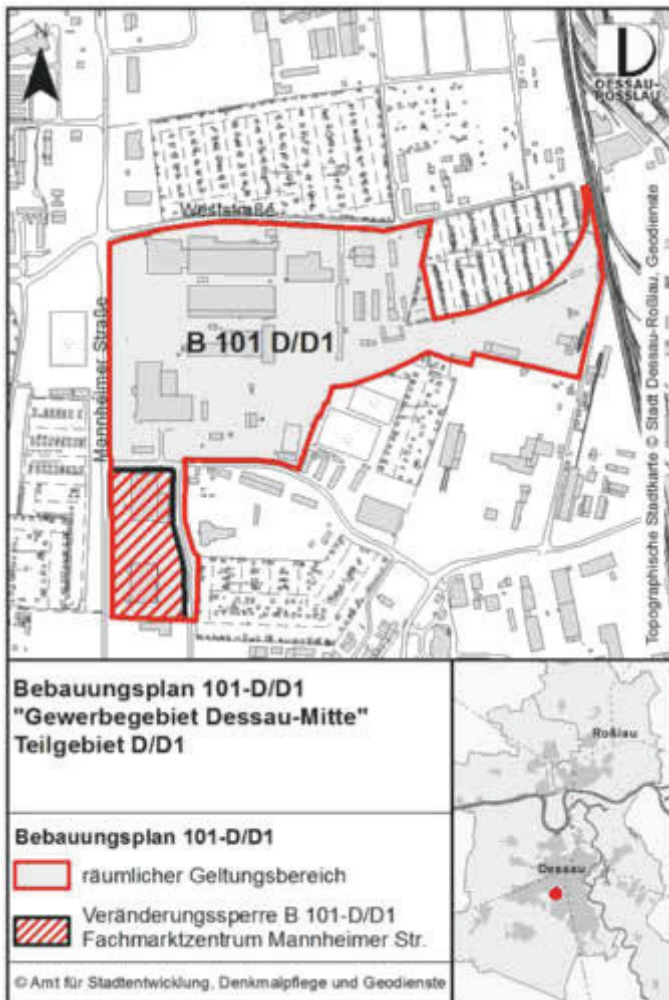 N
DESSAU-
ROSSLAU
Weststraße
Mannheimer Straße
B 101 D/D1
Topographische Stadtkarte © Stadt Dessau-Roßlau, Geodienste
Bebauungsplan 101-D/D1
"Gewerbegebiet Dessau-Mitte"
Teilgebiet D/D1
Roßlau
Dessau
Bebauungsplan 101-D/D1
räumlicher Geltungsbereich
Veränderungssperre B 101-D/D1
Fachmarktzentrum Mannheimer Str.
© Amt für Stadtentwicklung, Denkmalpflege und Geodienste